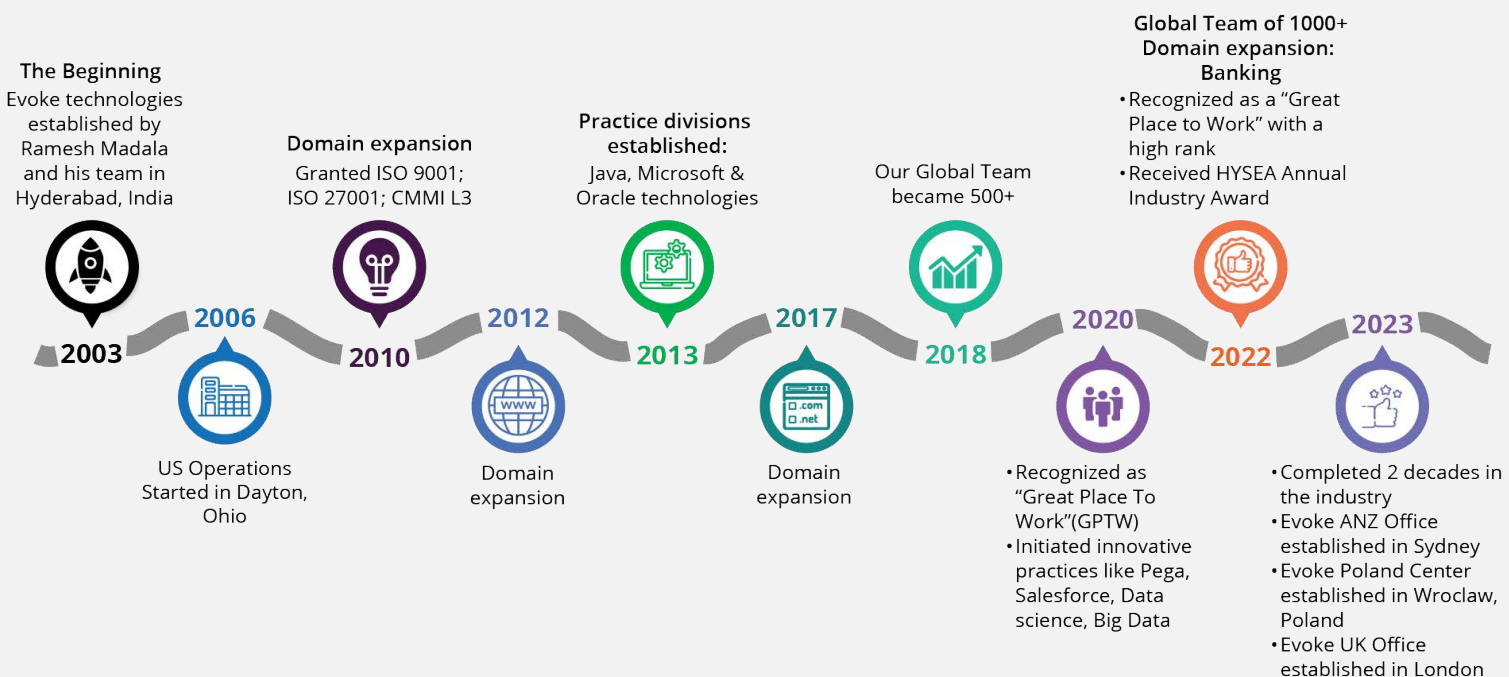 The Beginning
Evoke technologies
established by
Ramesh Madala
and his team in
Hyderabad, India
2003
2006
US Operations
Started in Dayton,
Ohio
Domain expansion
Granted ISO 9001;
ISO 27001; CMMI L3
2010
2012
WWW
Domain
expansion
Practice divisions
established:
Java, Microsoft &
Oracle technologies
2013
2017
.com
.net
Domain
expansion
Our Global Team
became 500+
2018
2020
•Recognized as
“Great Place To
Work”(GPTW)
•Initiated innovative
practices like Pega,
Salesforce, Data
science, Big Data
Global Team of 1000+
Domain expansion:
Banking
•Recognized as a “Great
Place to Work” with a
high rank
•Received HYSEA Annual
Industry Award
2022
2023
•Completed 2 decades in
the industry
•Evoke ANZ Office
established in Sydney
•Evoke Poland Center
established in Wroclaw,
Poland
•Evoke UK Office
established in London